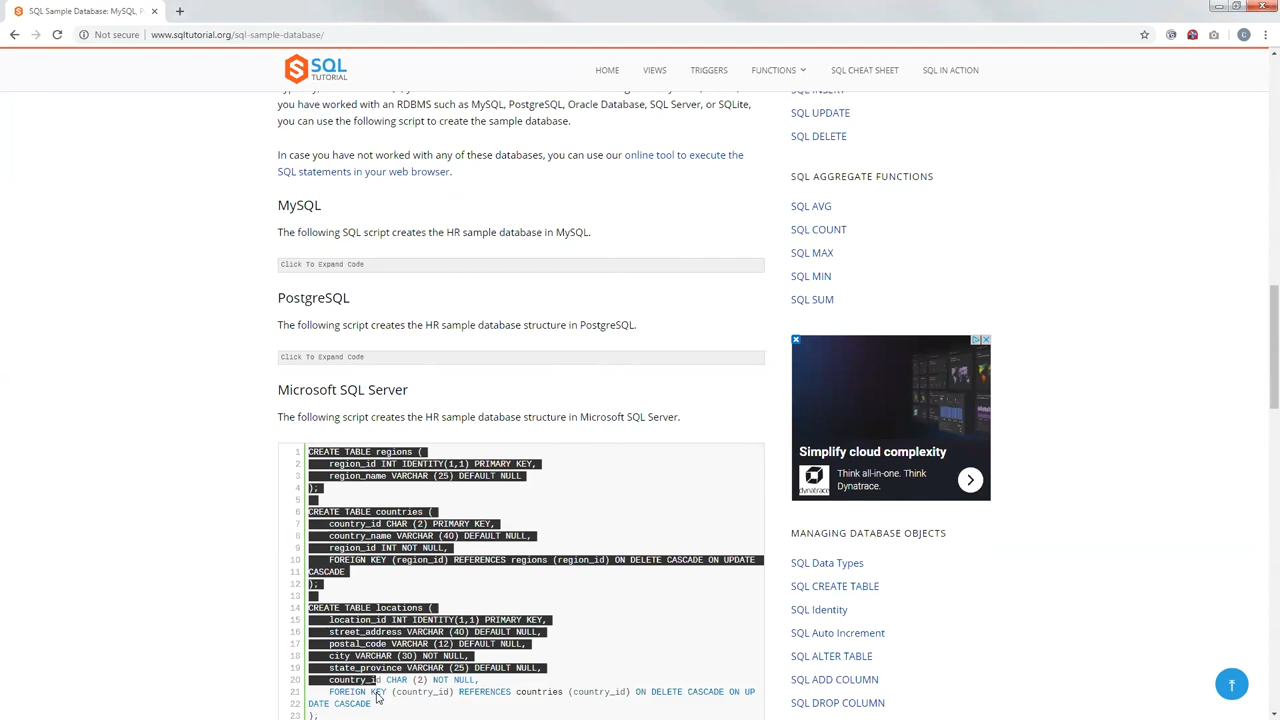 SQL Sample Database: MySQL, P
Not secure | www.sqltutorial.org/sql-sample-database/
C
S SQL TUTORIAL
HOME VIEWS TRIGGERS FUNCTIONS SQL CHEAT SHEET SQL IN ACTION
you have worked with an RDBMS such as MySQL, PostgreSQL, Oracle Database, SQL Server, or SQLite,
you can use the following script to create the sample database.
In case you have not worked with any of these databases, you can use our online tool to execute the
SQL statements in your web browser.
MySQL
The following SQL script creates the HR sample database in MySQL.
Click To Expand Code
PostgreSQL
The following script creates the HR sample database structure in PostgreSQL.
Click To Expand Code
Microsoft SQL Server
The following script creates the HR sample database structure in Microsoft SQL Server.
1 CREATE TABLE regions (
2 region_id INT IDENTITY(1,1) PRIMARY KEY,
3 region_name VARCHAR (25) DEFAULT NULL
4 );
5
6 CREATE TABLE countries (
7 country_id CHAR (2) PRIMARY KEY,
8 country_name VARCHAR (40) DEFAULT NULL,
9 region_id INT NOT NULL,
10 FOREIGN KEY (region_id) REFERENCES regions (region_id) ON DELETE CASCADE ON UPDATE
11 CASCADE
12 );
13
14 CREATE TABLE locations (
15 location_id INT IDENTITY(1,1) PRIMARY KEY,
16 street_address VARCHAR (40) DEFAULT NULL,
17 postal_code VARCHAR (12) DEFAULT NULL,
18 city VARCHAR (30) NOT NULL,
19 state_province VARCHAR (25) DEFAULT NULL,
20 country_id CHAR (2) NOT NULL,
21 FOREIGN KEY (country_id) REFERENCES countries (country_id) ON DELETE CASCADE ON UP
22 DATE CASCADE
23 );
SQL INSERT
SQL UPDATE
SQL DELETE
SQL AGGREGATE FUNCTIONS
SQL AVG
SQL COUNT
SQL MAX
SQL MIN
SQL SUM
Simplify cloud complexity
Think all-in-one. Think
Dynatrace.
dynatrace
MANAGING DATABASE OBJECTS
SQL Data Types
SQL CREATE TABLE
SQL Identity
SQL Auto Increment
SQL ALTER TABLE
SQL ADD COLUMN
SQL DROP COLUMN